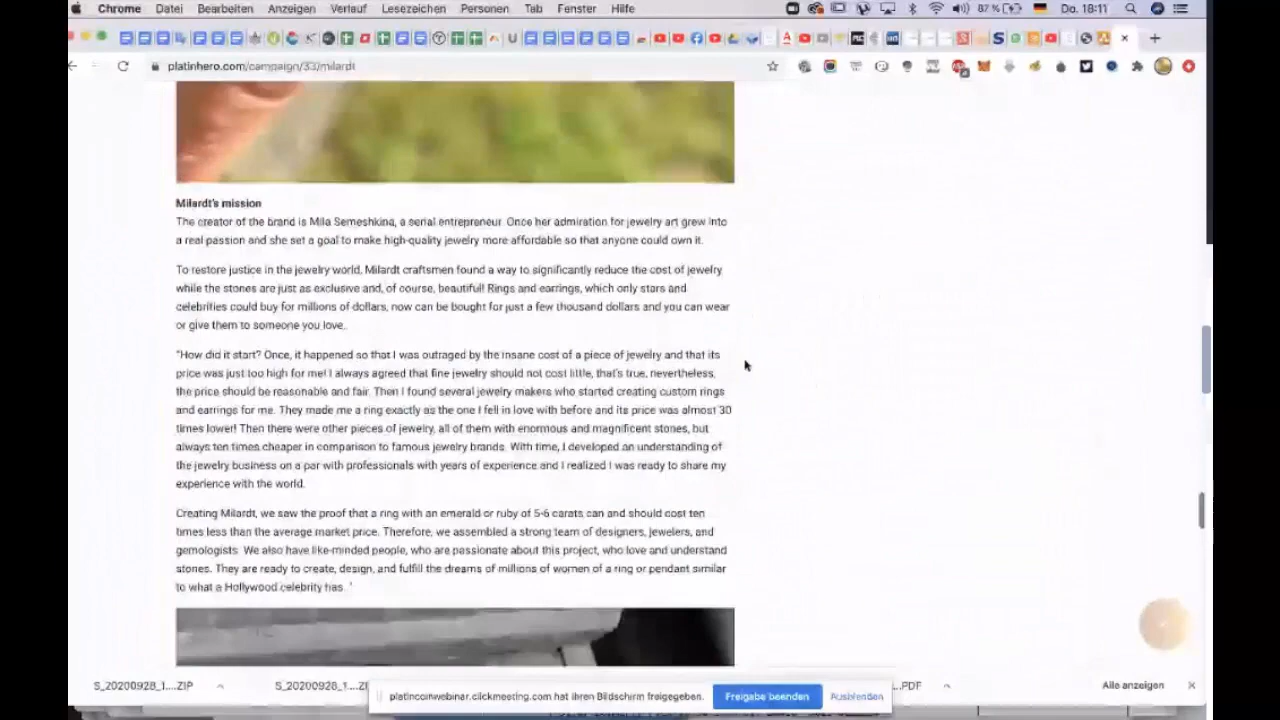 Chrome Datei Bearbeiten Anzeigen Verlauf Lesezeichen Personen Tab Fenster Hilfe 87 % Do. 18:11
platinhero.com/campaign/33/milardt
Milardt's mission
The creator of the brand is Mila Semeshkina, a serial entrepreneur. Once her admiration for jewelry art grew into
a real passion and she set a goal to make high-quality jewelry more affordable so that anyone could own it.
To restore justice in the jewelry world, Milardt craftsmen found a way to significantly reduce the cost of jewelry
while the stones are just as exclusive and, of course, beautiful! Rings and earrings, which only stars and
celebrities could buy for millions of dollars, now can be bought for just a few thousand dollars and you can wear
or give them to someone you love.
"How did it start? Once, it happened so that I was outraged by the insane cost of a piece of jewelry and that its
price was just too high for me! I always agreed that fine jewelry should not cost little, that's true, nevertheless,
the price should be reasonable and fair. Then I found several jewelry makers who started creating custom rings
and earrings for me. They made me a ring exactly as the one I fell in love with before and its price was almost 30
times lower! Then there were other pieces of jewelry, all of them with enormous and magnificent stones, but
always ten times cheaper in comparison to famous jewelry brands. With time, I developed an understanding of
the jewelry business on a par with professionals with years of experience and I realized I was ready to share my
experience with the world.
Creating Milardt, we saw the proof that a ring with an emerald or ruby of 5-6 carats can and should cost ten
times less than the average market price. Therefore, we assembled a strong team of designers, jewelers, and
gemologists. We also have like-minded people, who are passionate about this project, who love and understand
stones. They are ready to create, design, and fulfill the dreams of millions of women of a ring or pendant similar
to what a Hollywood celebrity has. "
S_20200928_1....ZIP S_20200928_1....ZI ...PDF Alle anzeigen
platincoinwebinar.clickmeeting.com hat Ihren Bildschirm freigegeben. Freigabe beenden Ausblenden